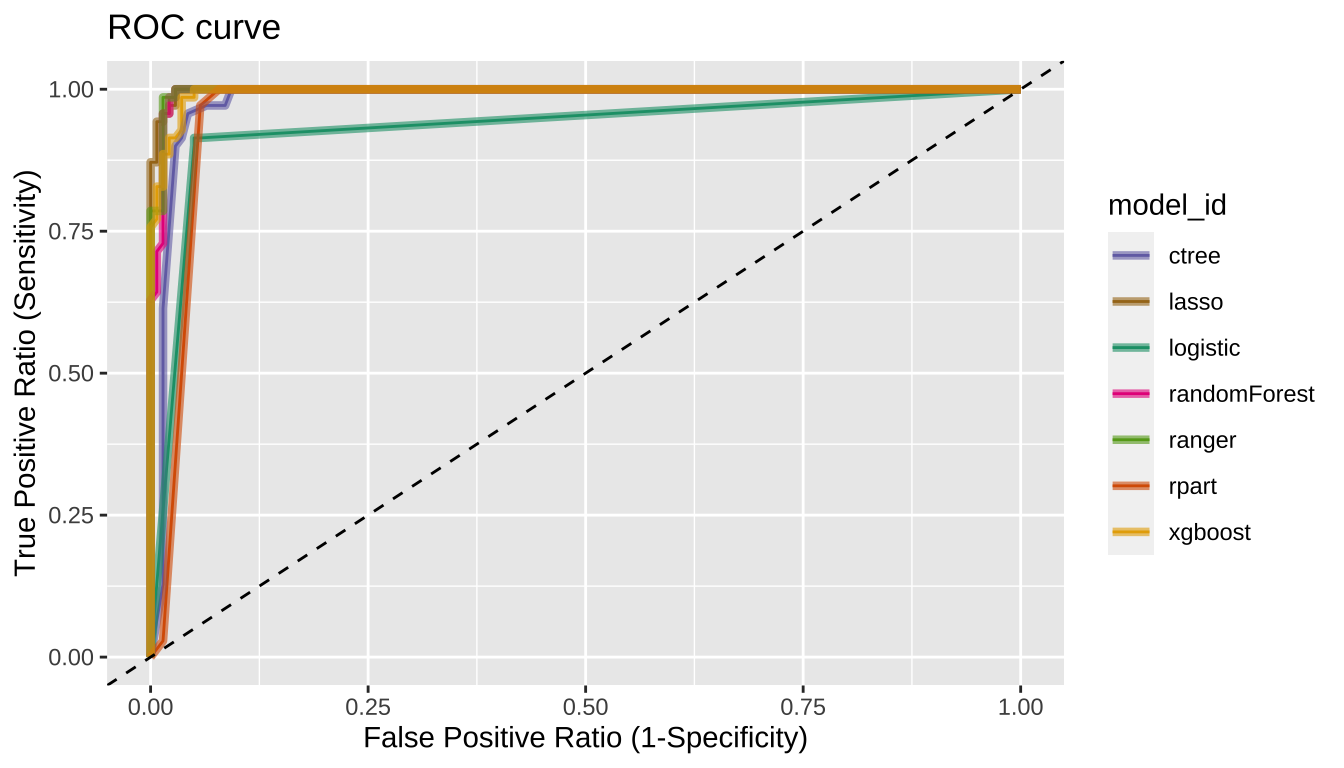 ROC curve
True Positive Ratio (Sensitivity)
1.00
0.75
0.50
0.25
0.00
0.00 0.25 0.50 0.75 1.00
False Positive Ratio (1-Specificity)
model_id
ctree
lasso
logistic
randomForest
ranger
rpart
xgboost